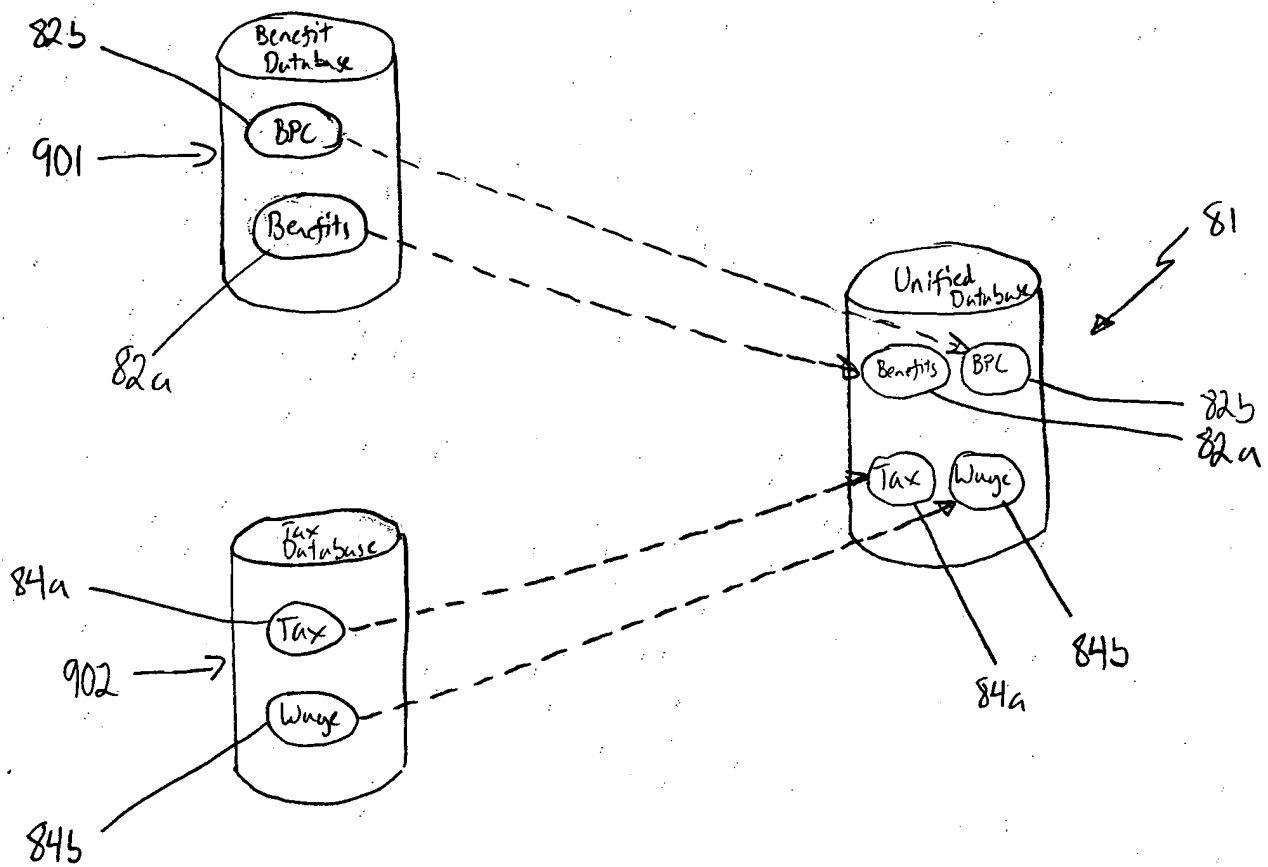 82b
Benefit
Database
BPC
901
Benefits
82a
81
Unified
Database
Benefits
BPC
82b
82a
Tax
Wage
84b
84a
Tax
Database
84a
Tax
902
Wage
84b